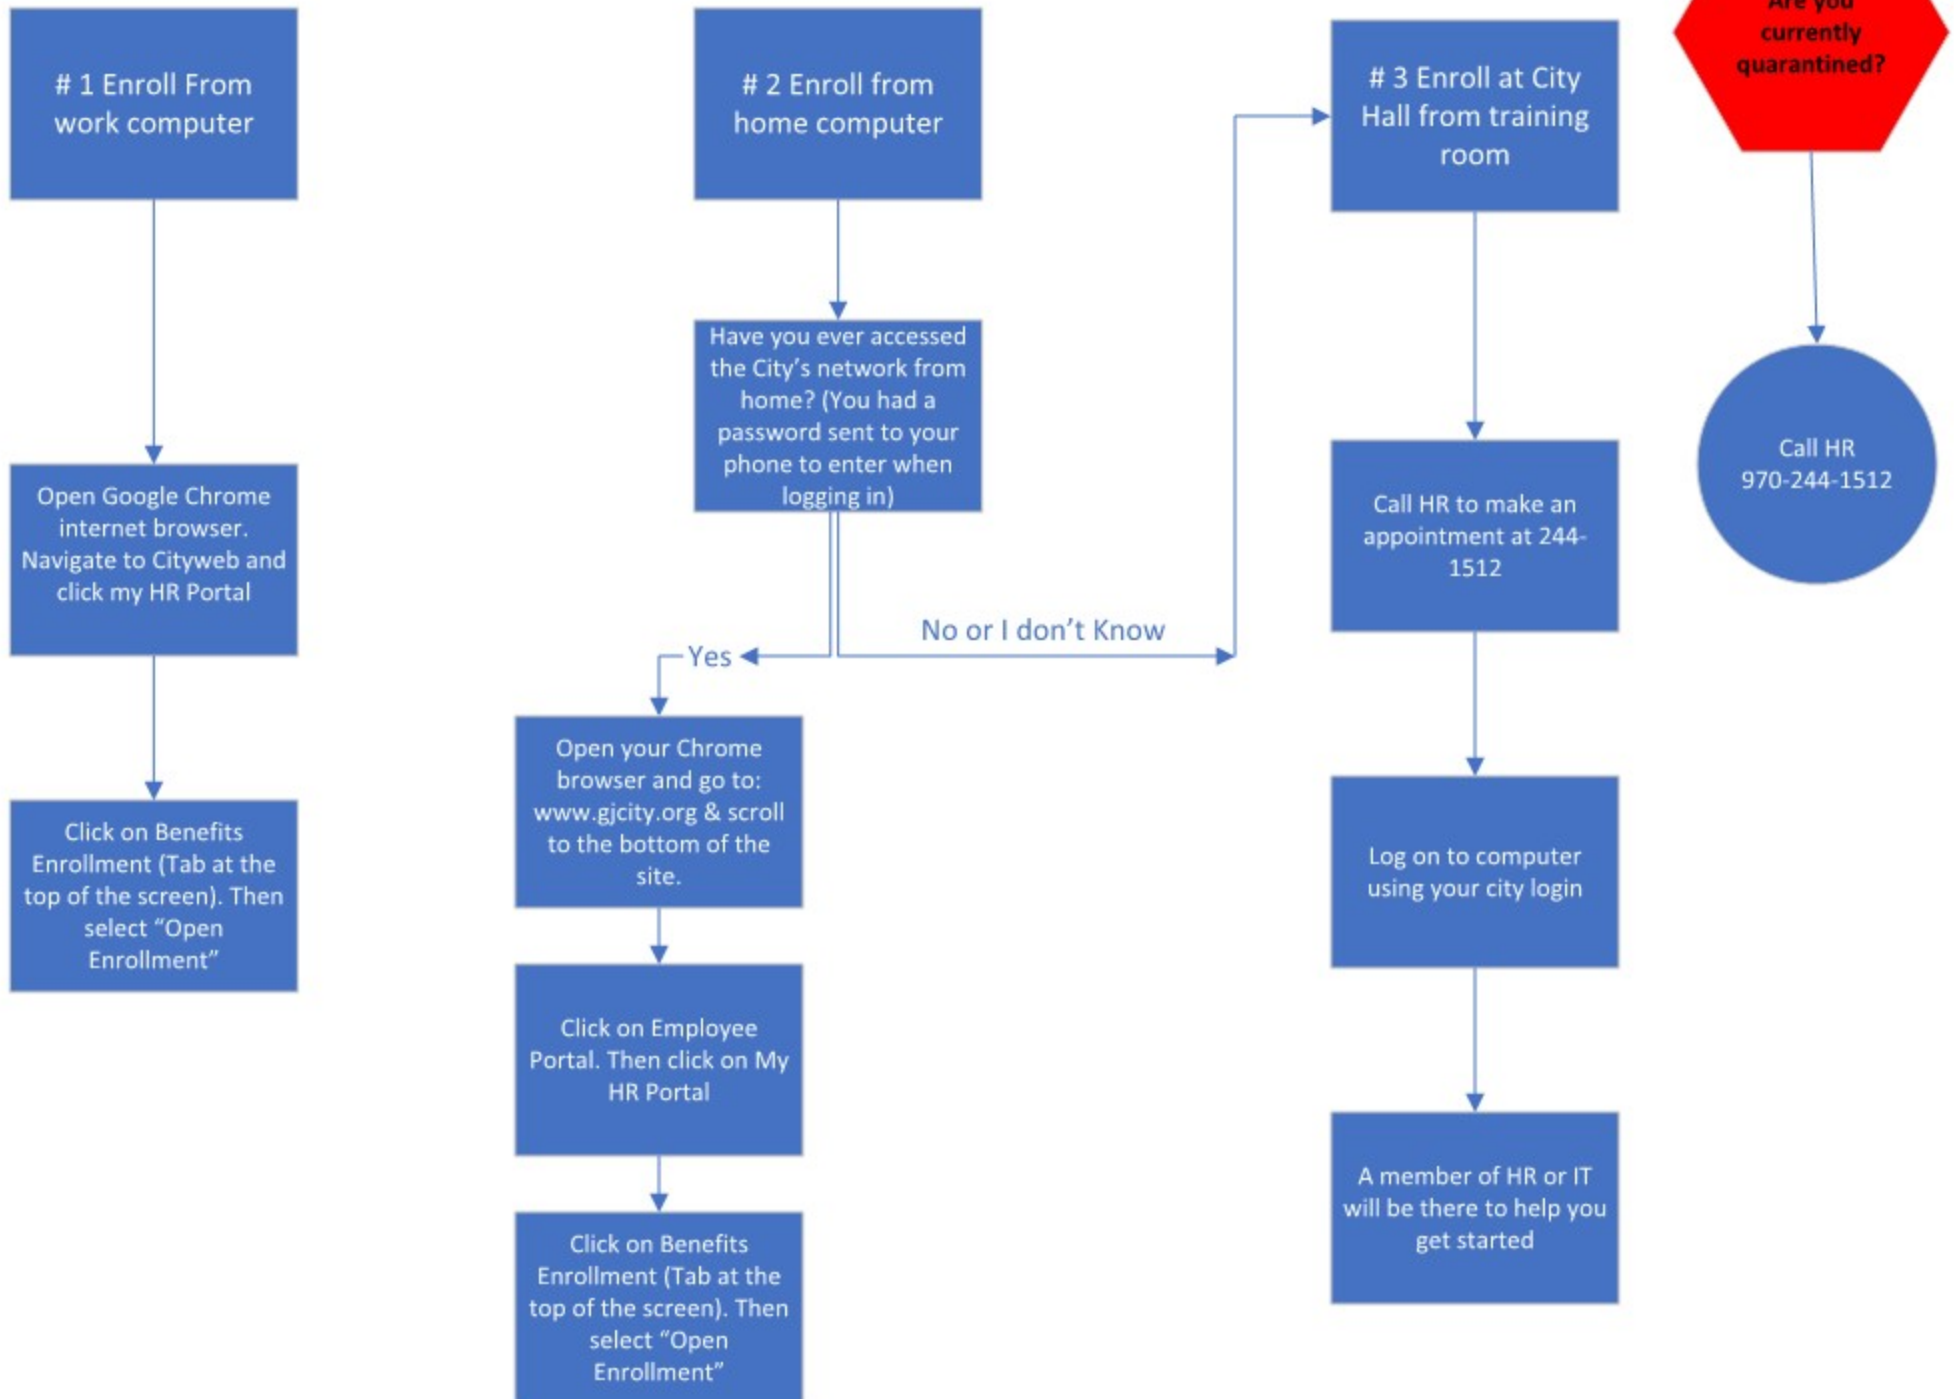 # 1 Enroll From
work computer
Open Google Chrome
internet browser.
Navigate to Cityweb and
click my HR Portal
Click on Benefits
Enrollment (Tab at the
top of the screen). Then
select “Open
Enrollment”
# 2 Enroll from
home computer
Have you ever accessed
the City’s network from
home? (You had a
password sent to your
phone to enter when
logging in)
Yes
No or I don’t Know
Open your Chrome
browser and go to:
www.gjcity.org & scroll
to the bottom of the
site.
Click on Employee
Portal. Then click on My
HR Portal
Click on Benefits
Enrollment (Tab at the
top of the screen). Then
select “Open
Enrollment”
# 3 Enroll at City
Hall from training
room
Call HR to make an
appointment at 244-
1512
Log on to computer
using your city login
A member of HR or IT
will be there to help you
get started
Are you
currently
quarantined?
Call HR
970-244-1512